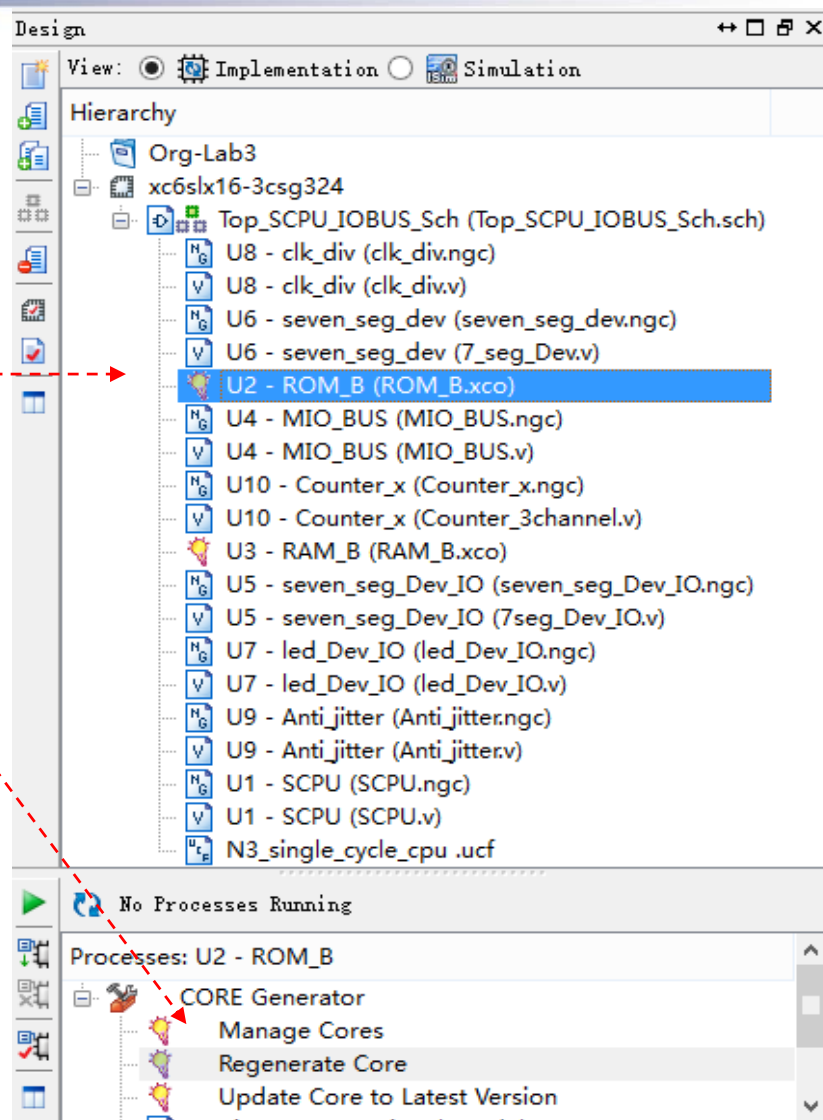 Design
View: Implementation Simulation
Hierarchy
Org-Lab3
xc6slx16-3csg324
Top_SCPU_IOBUS_Sch (Top_SCPU_IOBUS_Sch.sch)
U8 - clk_div (clk_div.ngc)
U8 - clk_div (clk_div.v)
U6 - seven_seg_dev (seven_seg_dev.ngc)
U6 - seven_seg_dev (7_seg_Dev.v)
U2 - ROM_B (ROM_B.xco)
U4 - MIO_BUS (MIO_BUS.ngc)
U4 - MIO_BUS (MIO_BUS.v)
U10 - Counter_x (Counter_x.ngc)
U10 - Counter_x (Counter_3channel.v)
U3 - RAM_B (RAM_B.xco)
U5 - seven_seg_Dev_IO (seven_seg_Dev_IO.ngc)
U5 - seven_seg_Dev_IO (7seg_Dev_IO.v)
U7 - led_Dev_IO (led_Dev_IO.ngc)
U7 - led_Dev_IO (led_Dev_IO.v)
U9 - Anti_jitter (Anti_jitter.ngc)
U9 - Anti_jitter (Anti_jitter.v)
U1 - SCPU (SCPU.ngc)
U1 - SCPU (SCPU.v)
N3_single_cycle_cpu .ucf
No Processes Running
Processes: U2 - ROM_B
CORE Generator
Manage Cores
Regenerate Core
Update Core to Latest Version